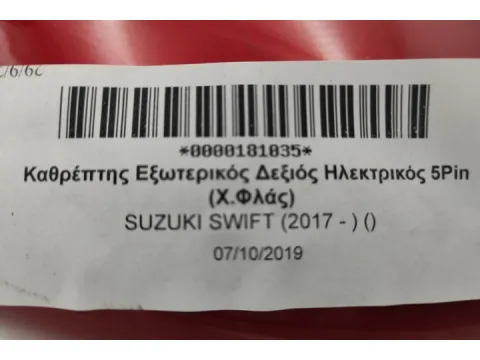 *0000181035*
Καθρέπτης Εξωτερικός Δεξιός Ηλεκτρικός 5Pin
(Χ.Φλάς)
SUZUKI SWIFT (2017 - ) ()
07/10/2019